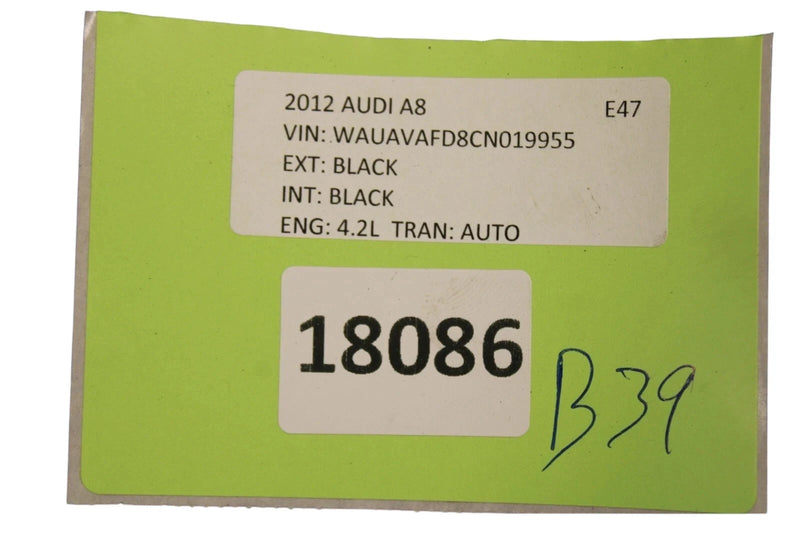 2012 AUDI A8 E47
VIN: WAUAVAFD8CN019955
EXT: BLACK
INT: BLACK
ENG: 4.2L TRAN: AUTO
18086
B39